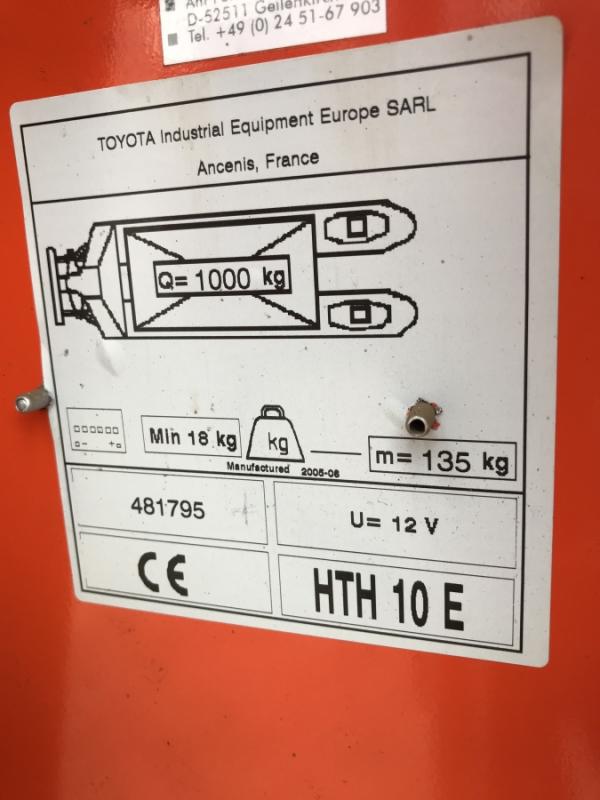 D-52511 Geilenkirchen
Tel. +49 (0) 24 51-67 903
TOYOTA Industrial Equipment Europe SARL
Ancenis, France
Q= 1000 kg
- +
Min 18 kg
kg
m= 135 kg
Manufactured 2006-06
481795
U= 12 V
CE
HTH 10 E